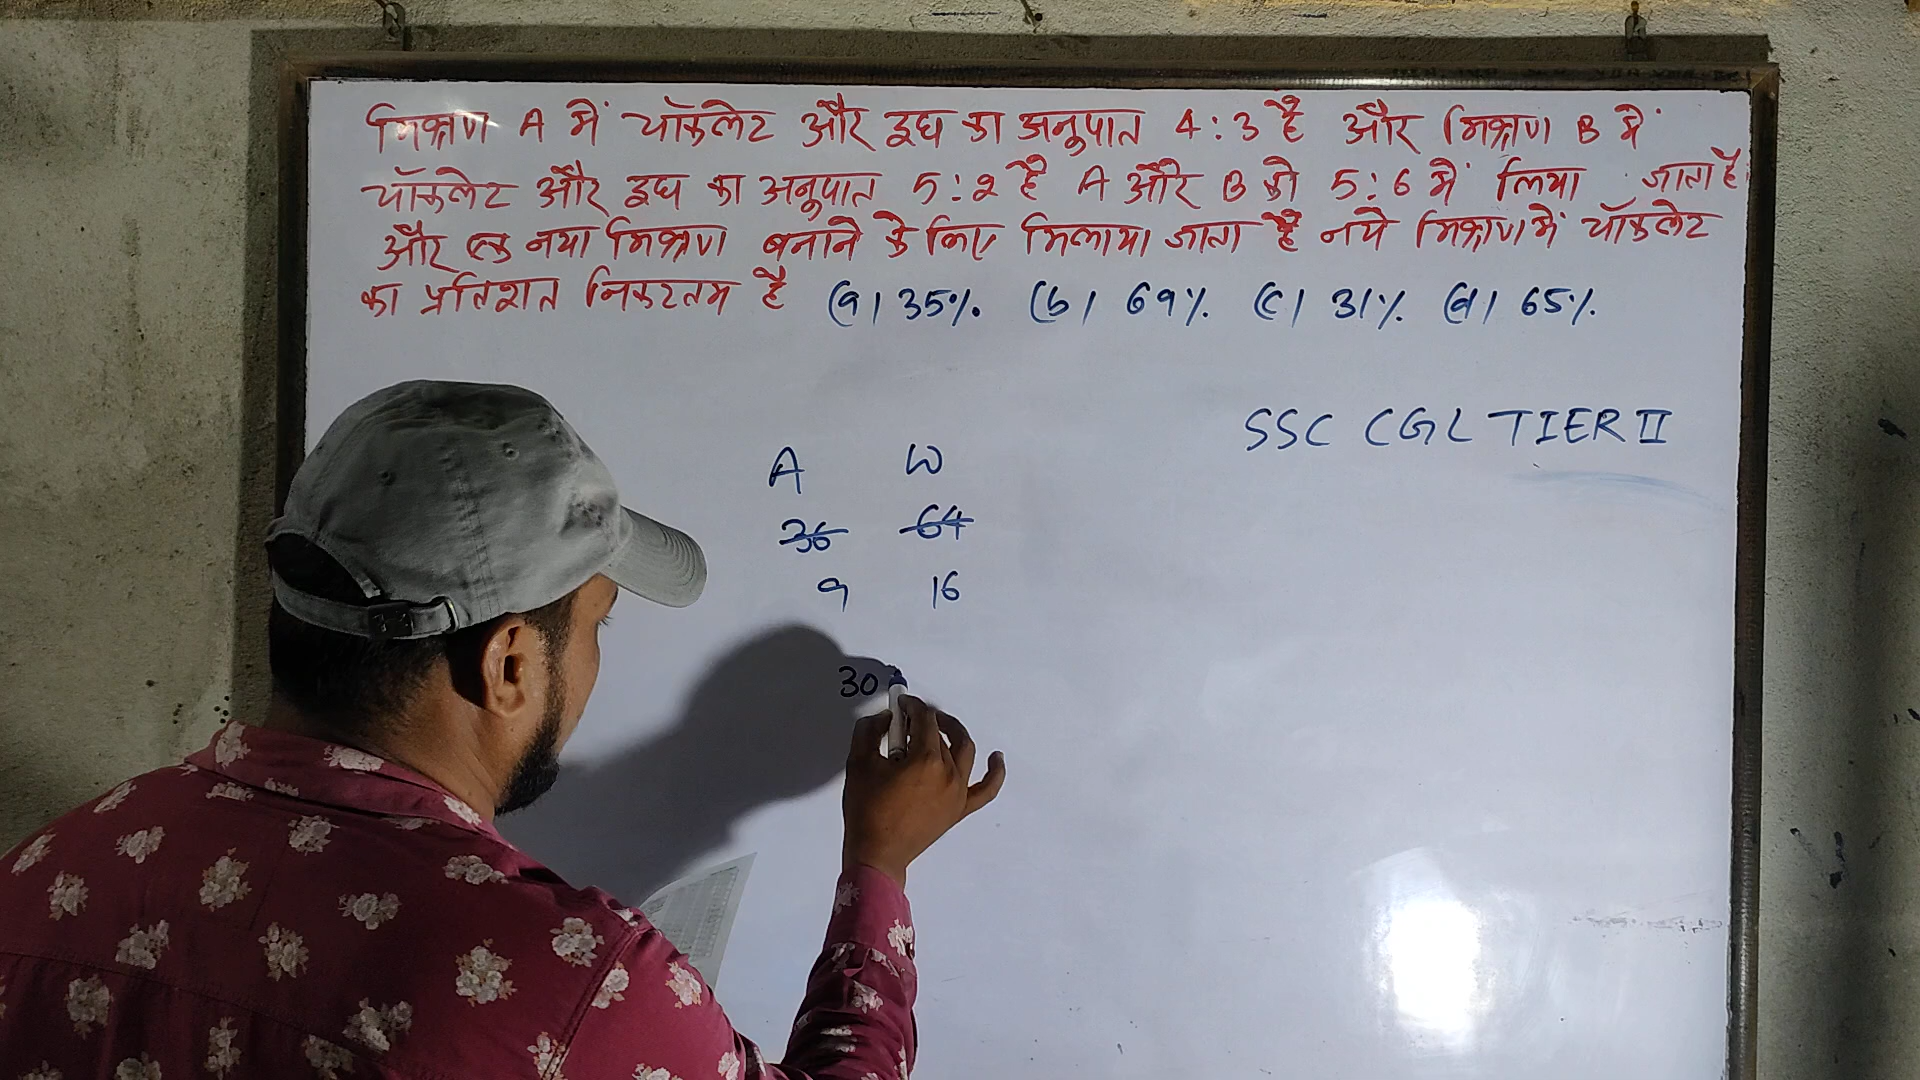 मिश्रण A में चॉकलेट और दूध का अनुपात 4:3 है और मिश्रण B में
चॉकलेट और दूध का अनुपात 5:2 है A और B को 5:6 में लिया जाता है
और एक नया मिश्रण बनाने के लिए मिलाया जाता है नये मिश्रण में चॉकलेट
का प्रतिशत निकटतम है (a) 35% (b) 69% (c) 31% (d) 65%
SSC CGL TIER II
A W
36 64
9 16
30